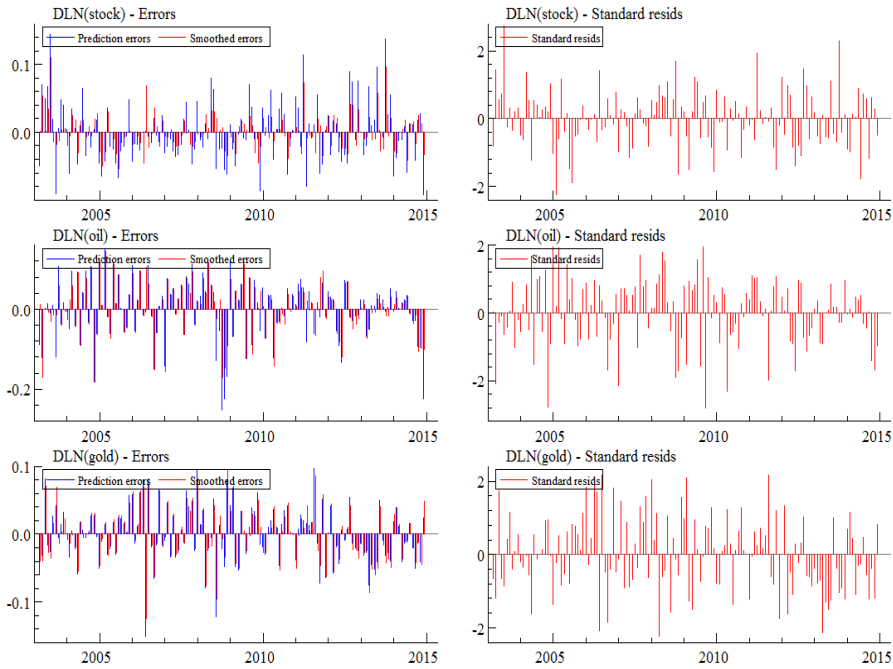 DLN(stock) - Errors
Prediction errors Smoothed errors
0.1
0.0
2005 2010 2015
DLN(stock) - Standard resids
Standard resids
2
0
-2
2005 2010 2015
DLN(oil) - Errors
Prediction errors Smoothed errors
0.0
-0.2
2005 2010 2015
DLN(oil) - Standard resids
Standard resids
2
0
-2
2005 2010 2015
DLN(gold) - Errors
Prediction errors Smoothed errors
0.1
0.0
-0.1
2005 2010 2015
DLN(gold) - Standard resids
Standard resids
2
0
-2
2005 2010 2015